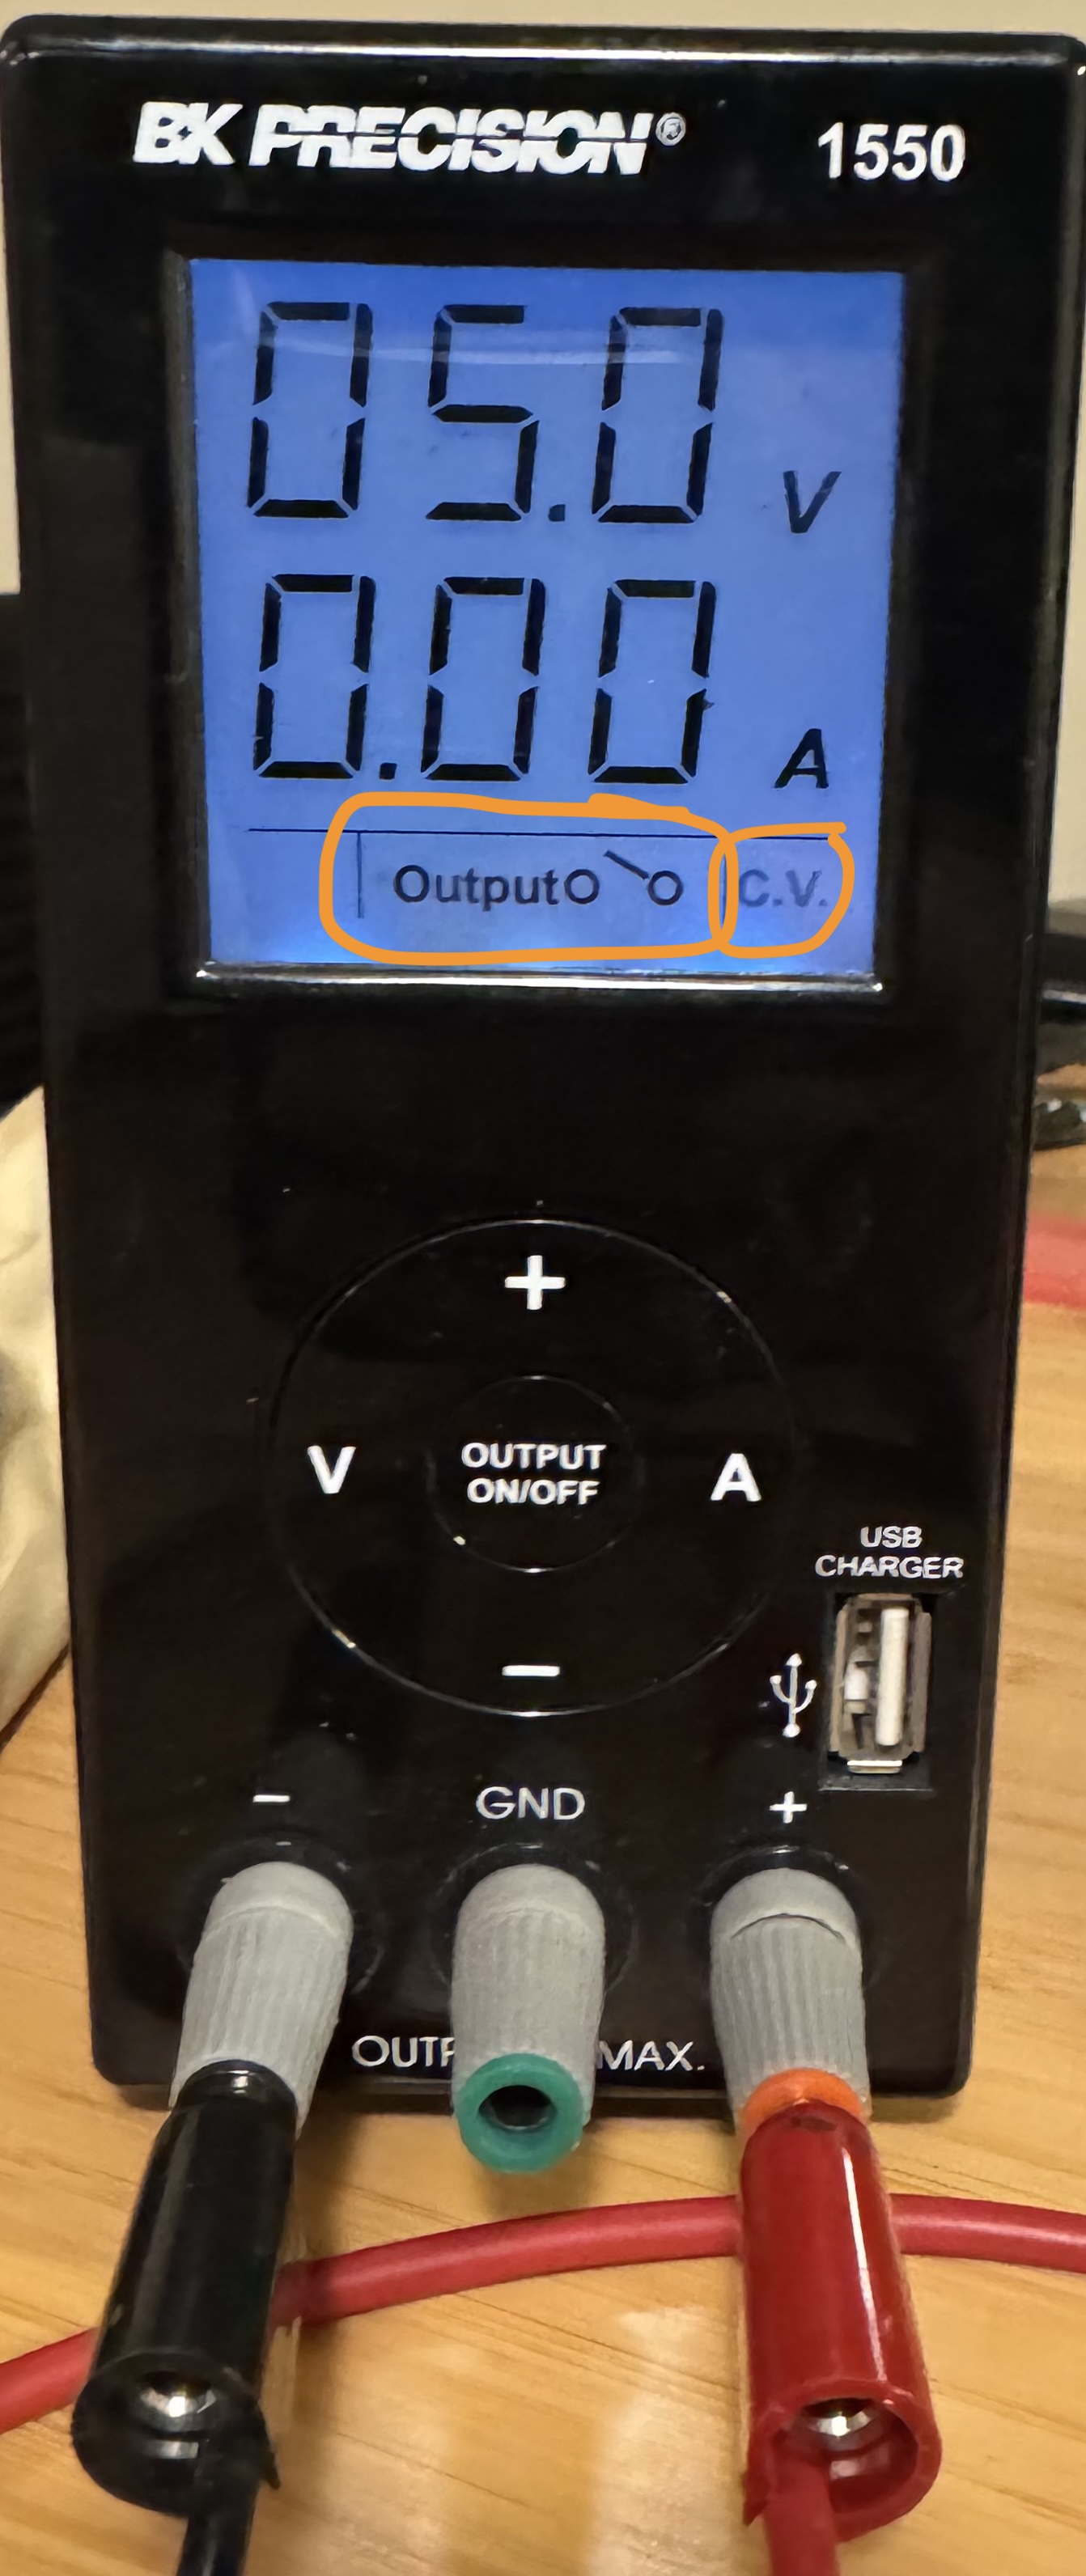 BK PRECISION® 1550
05.0 V
0.00 A
Output C.V.
+
V OUTPUT ON/OFF A
−
USB
CHARGER
− GND +
MAX.